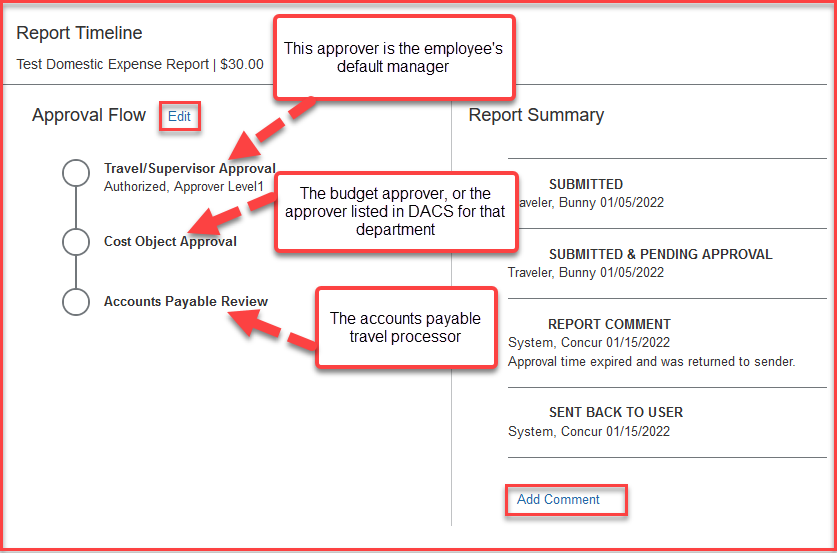 Report Timeline
Test Domestic Expense Report | $30.00
This approver is the employee's
default manager
Approval Flow Edit
Travel/Supervisor Approval
Authorized, Approver Level1
The budget approver, or the
approver listed in DACS for that
department
Cost Object Approval
Accounts Payable Review
The accounts payable
travel processor
Report Summary
SUBMITTED
Bunny 01/05/2022
SUBMITTED & PENDING APPROVAL
Traveler, Bunny 01/05/2022
REPORT COMMENT
System, Concur 01/15/2022
Approval time expired and was returned to sender.
SENT BACK TO USER
System, Concur 01/15/2022
Add Comment